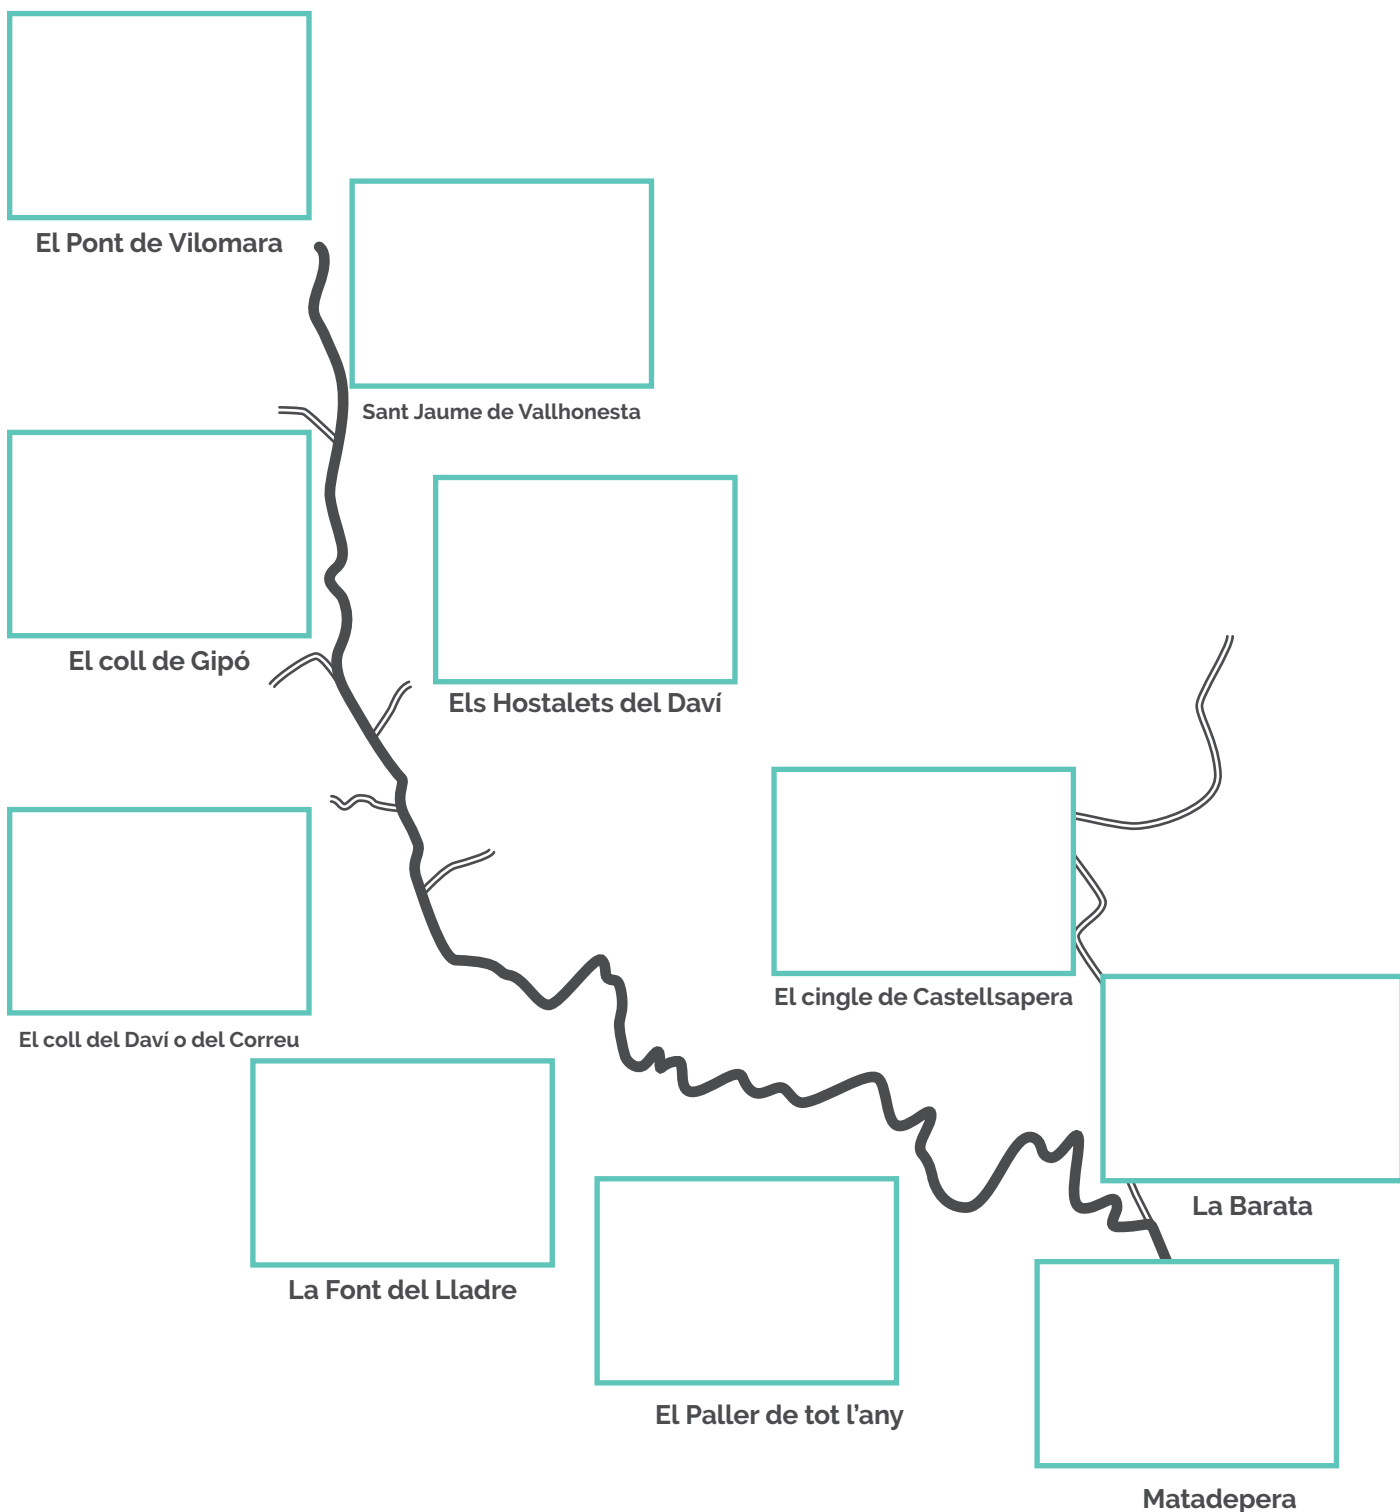 El Pont de Vilomara
Sant Jaume de Vallhonesta
El coll de Gipó
Els Hostalets del Daví
El cingle de Castellsapera
El coll del Daví o del Correu
La Barata
La Font del Lladre
El Paller de tot l’any
Matadepera